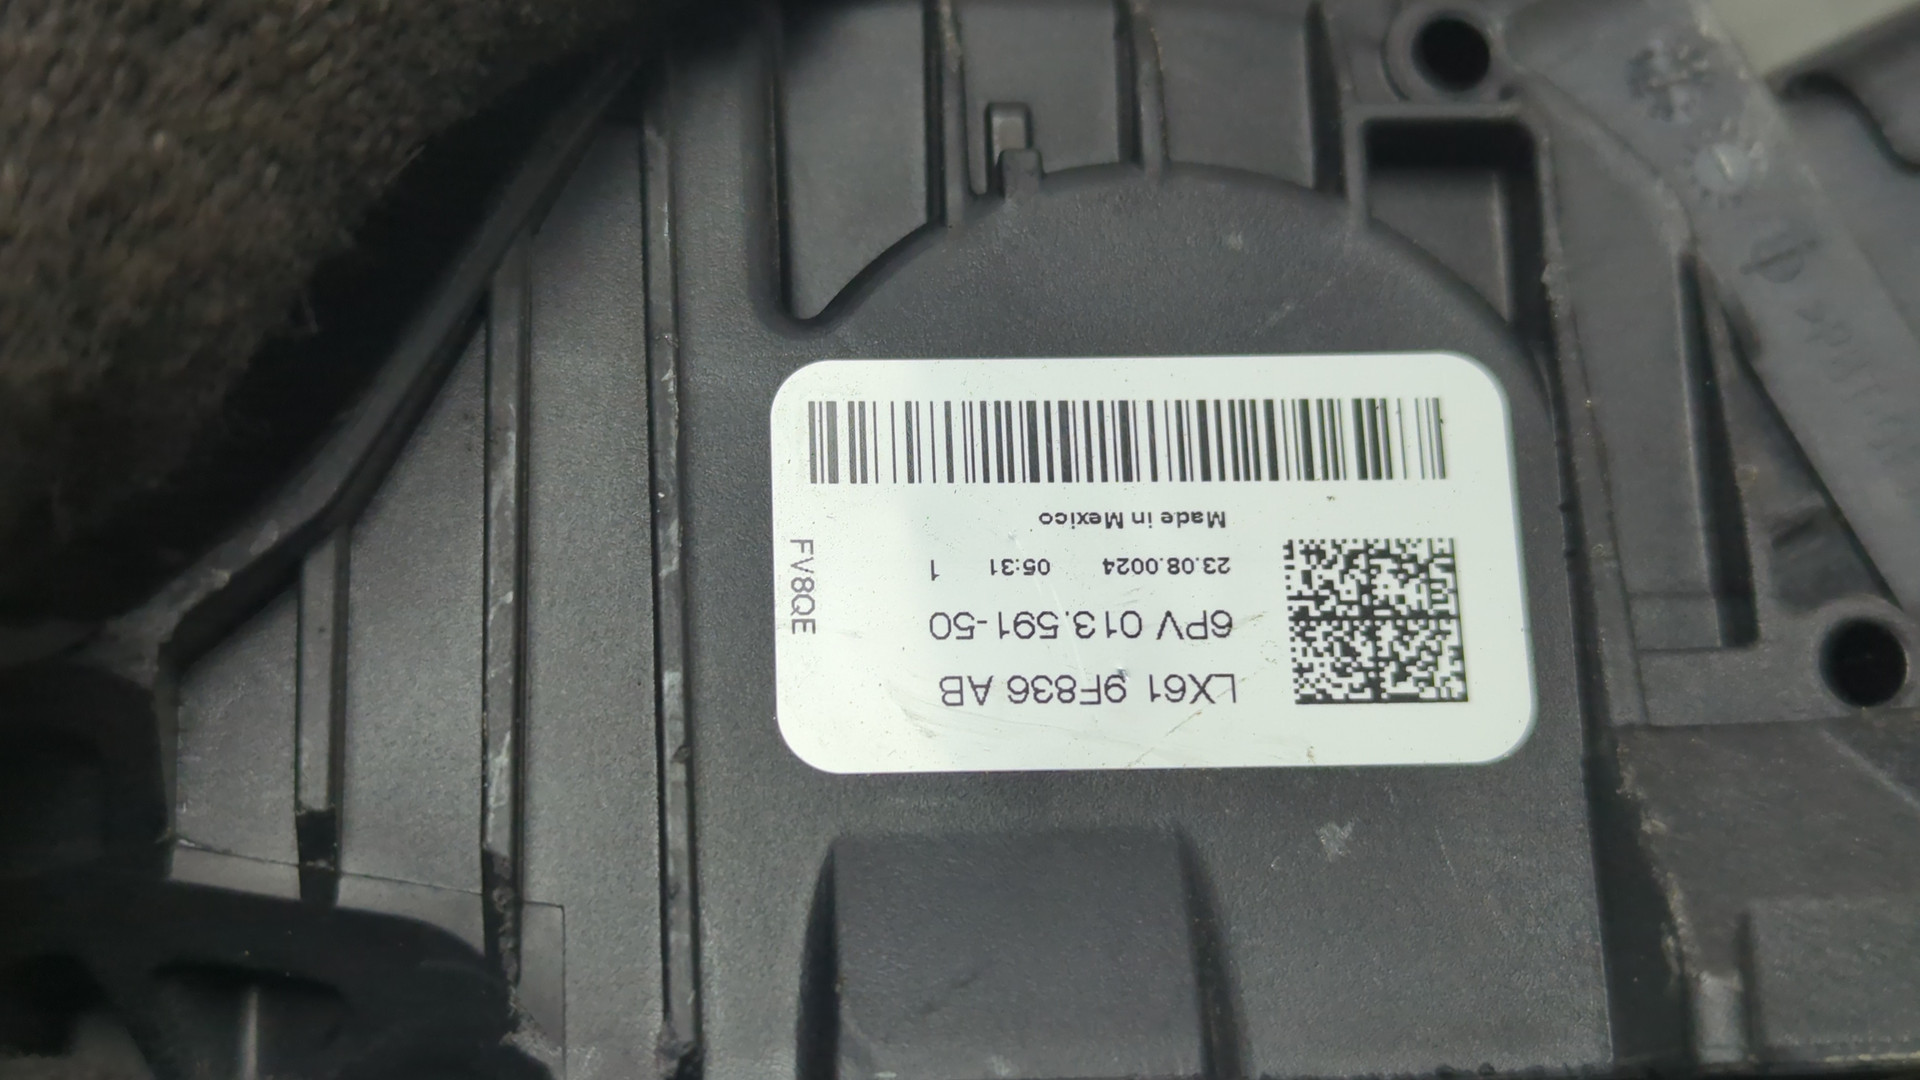 LX61 9F836 AB
6PV 013.591-50
23.08.0024 05:31 1
Made in Mexico
FV8QE